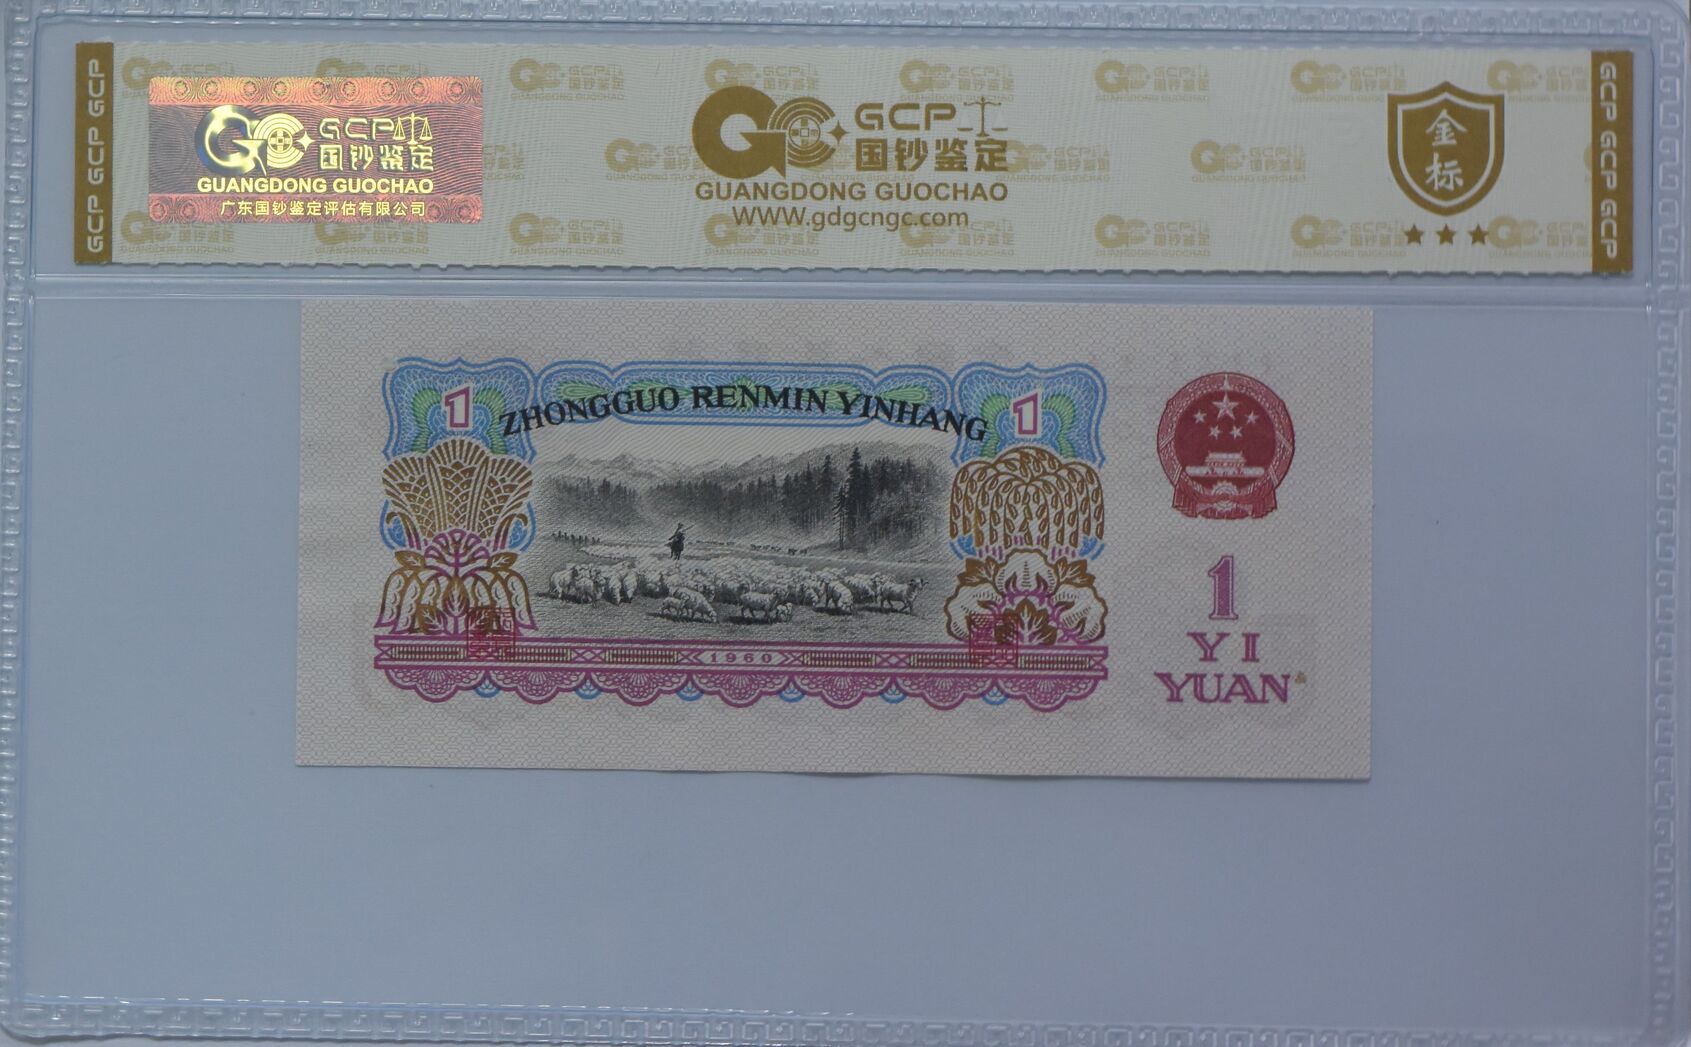 GCP GCP GCP
GCP
国钞鉴定
GUANGDONG GUOCHAO
广东国钞鉴定评估有限公司
GCP
国钞鉴定
GUANGDONG GUOCHAO
WWW.gdgcngc.com
金标
GCP GCP GCP
1
ZHONGGUO RENMIN YINHANG
1
1960
1
YI
YUAN